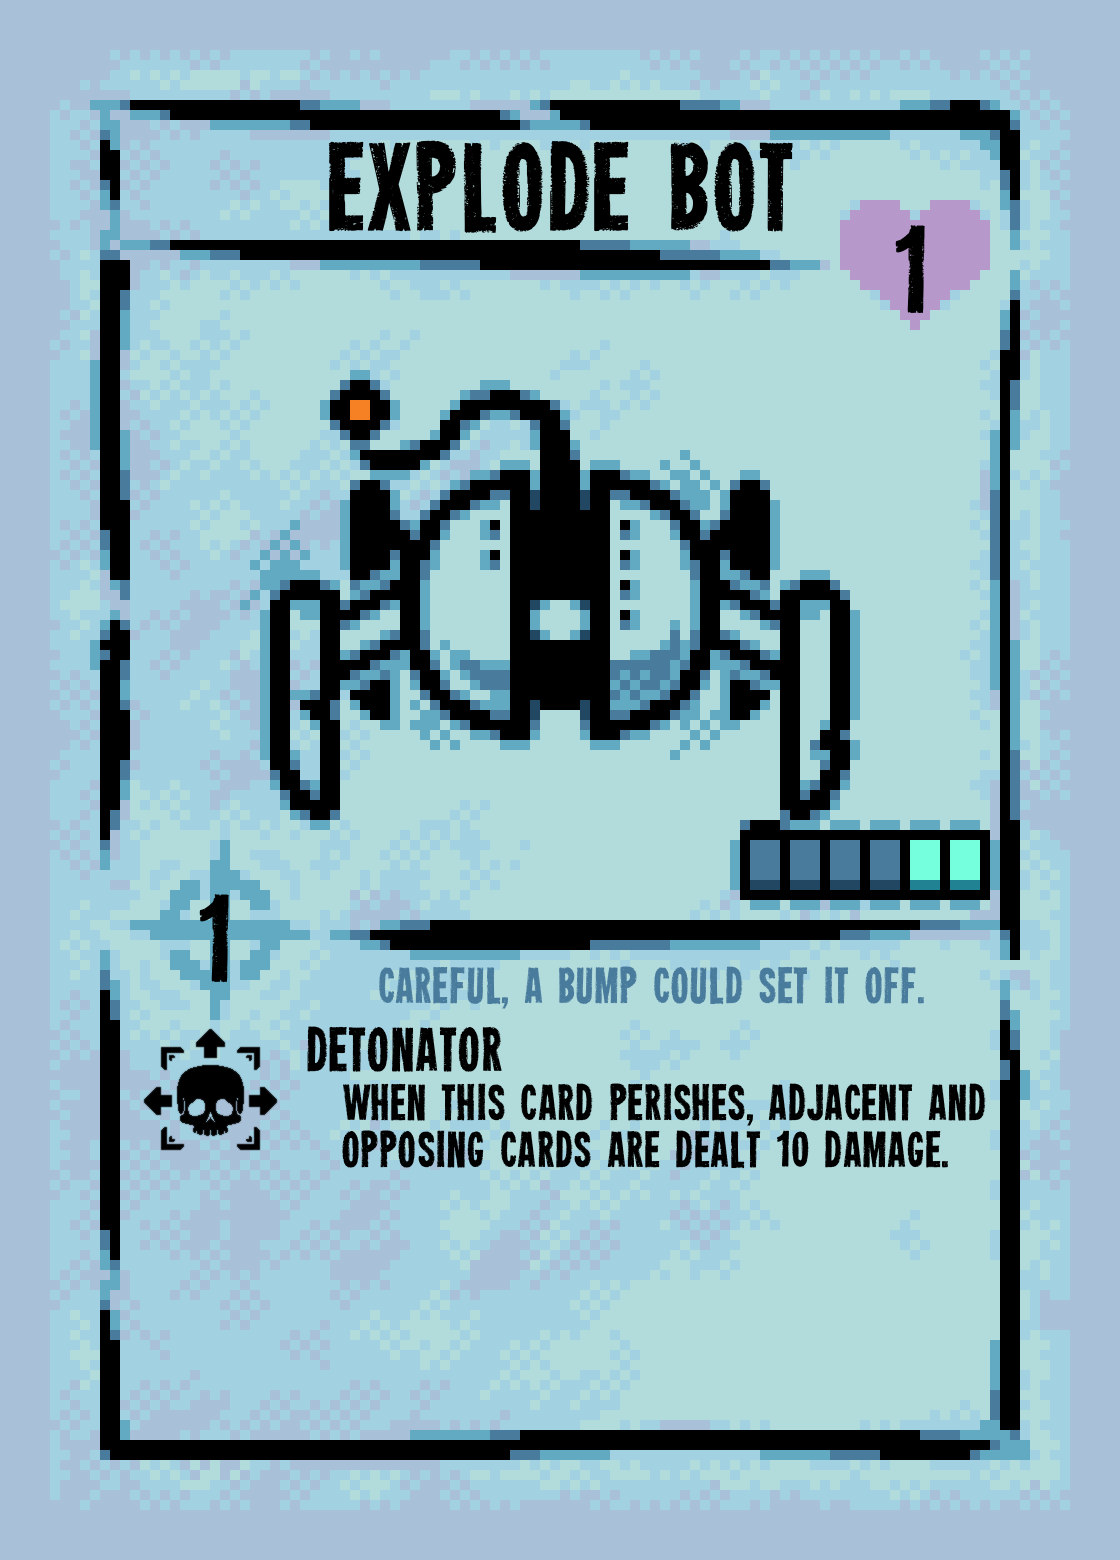 EXPLODE BOT
1
1
CAREFUL, A BUMP COULD SET IT OFF.
DETONATOR
WHEN THIS CARD PERISHES, ADJACENT AND
OPPOSING CARDS ARE DEALT 10 DAMAGE.